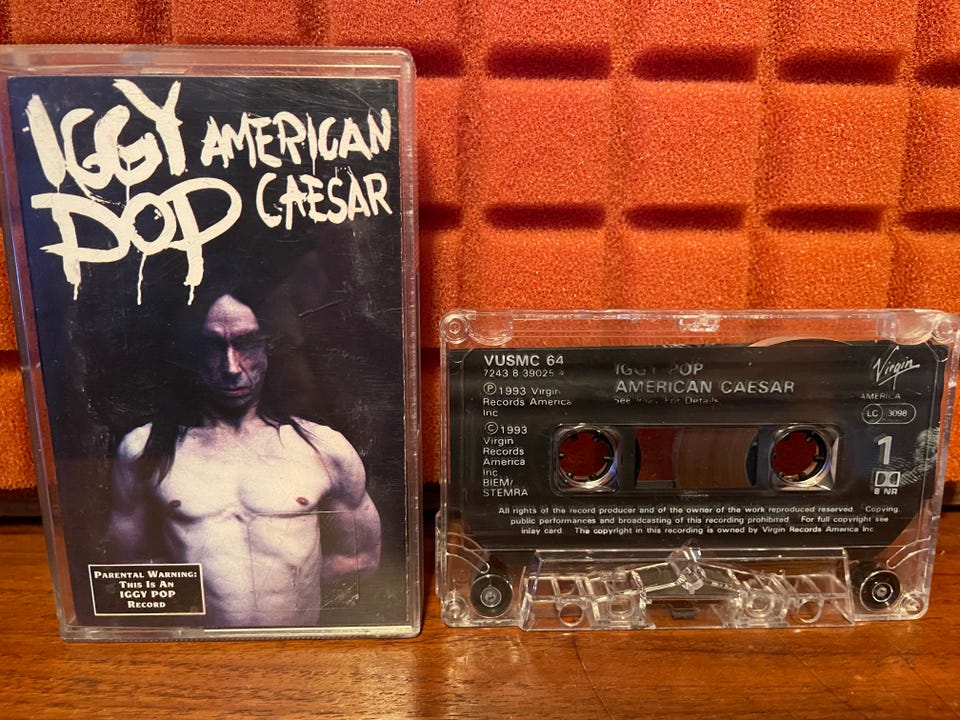 IGGY
POP
AMERICAN
CAESAR
PARENTAL WARNING:
THIS IS AN
IGGY POP
RECORD
VUSMC 64
7243 8 39025 4
℗ 1993 Virgin
Records America
Inc
© 1993
Virgin
Records
America
Inc
BIEM/
STEMRA
IGGY POP
AMERICAN CAESAR
See Inlay For Details
Virgin
AMERICA
LC 3098
1
B NR
All rights of the record producer and of the owner of the work reproduced reserved Copying,
public performances and broadcasting of this recording prohibited For full copyright see
inlay card. The copyright in this recording is owned by Virgin Records America Inc